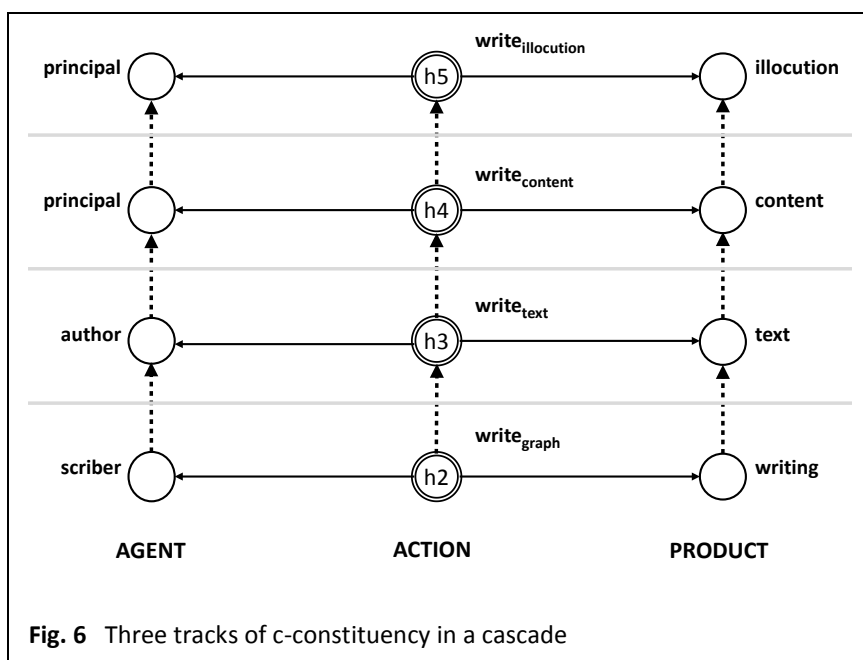 write_illocution
principal h5 illocution
write_content
principal h4 content
write_text
author h3 text
write_graph
scriber h2 writing
AGENT ACTION PRODUCT
Fig. 6 Three tracks of c-constituency in a cascade